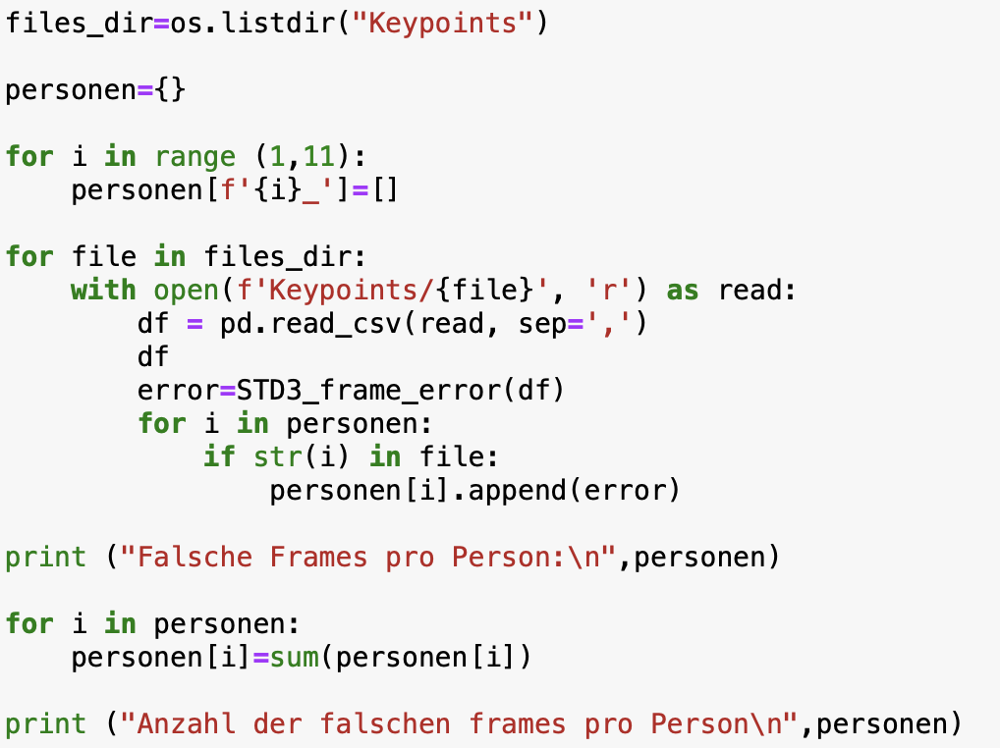 files_dir=os.listdir("Keypoints")

personen={}

for i in range (1,11):
    personen[f'{i}_']=[]

for file in files_dir:
    with open(f'Keypoints/{file}', 'r') as read:
        df = pd.read_csv(read, sep=',')
        df
        error=STD3_frame_error(df)
        for i in personen:
            if str(i) in file:
                personen[i].append(error)

print ("Falsche Frames pro Person:\n",personen)

for i in personen:
    personen[i]=sum(personen[i])

print ("Anzahl der falschen frames pro Person\n",personen)